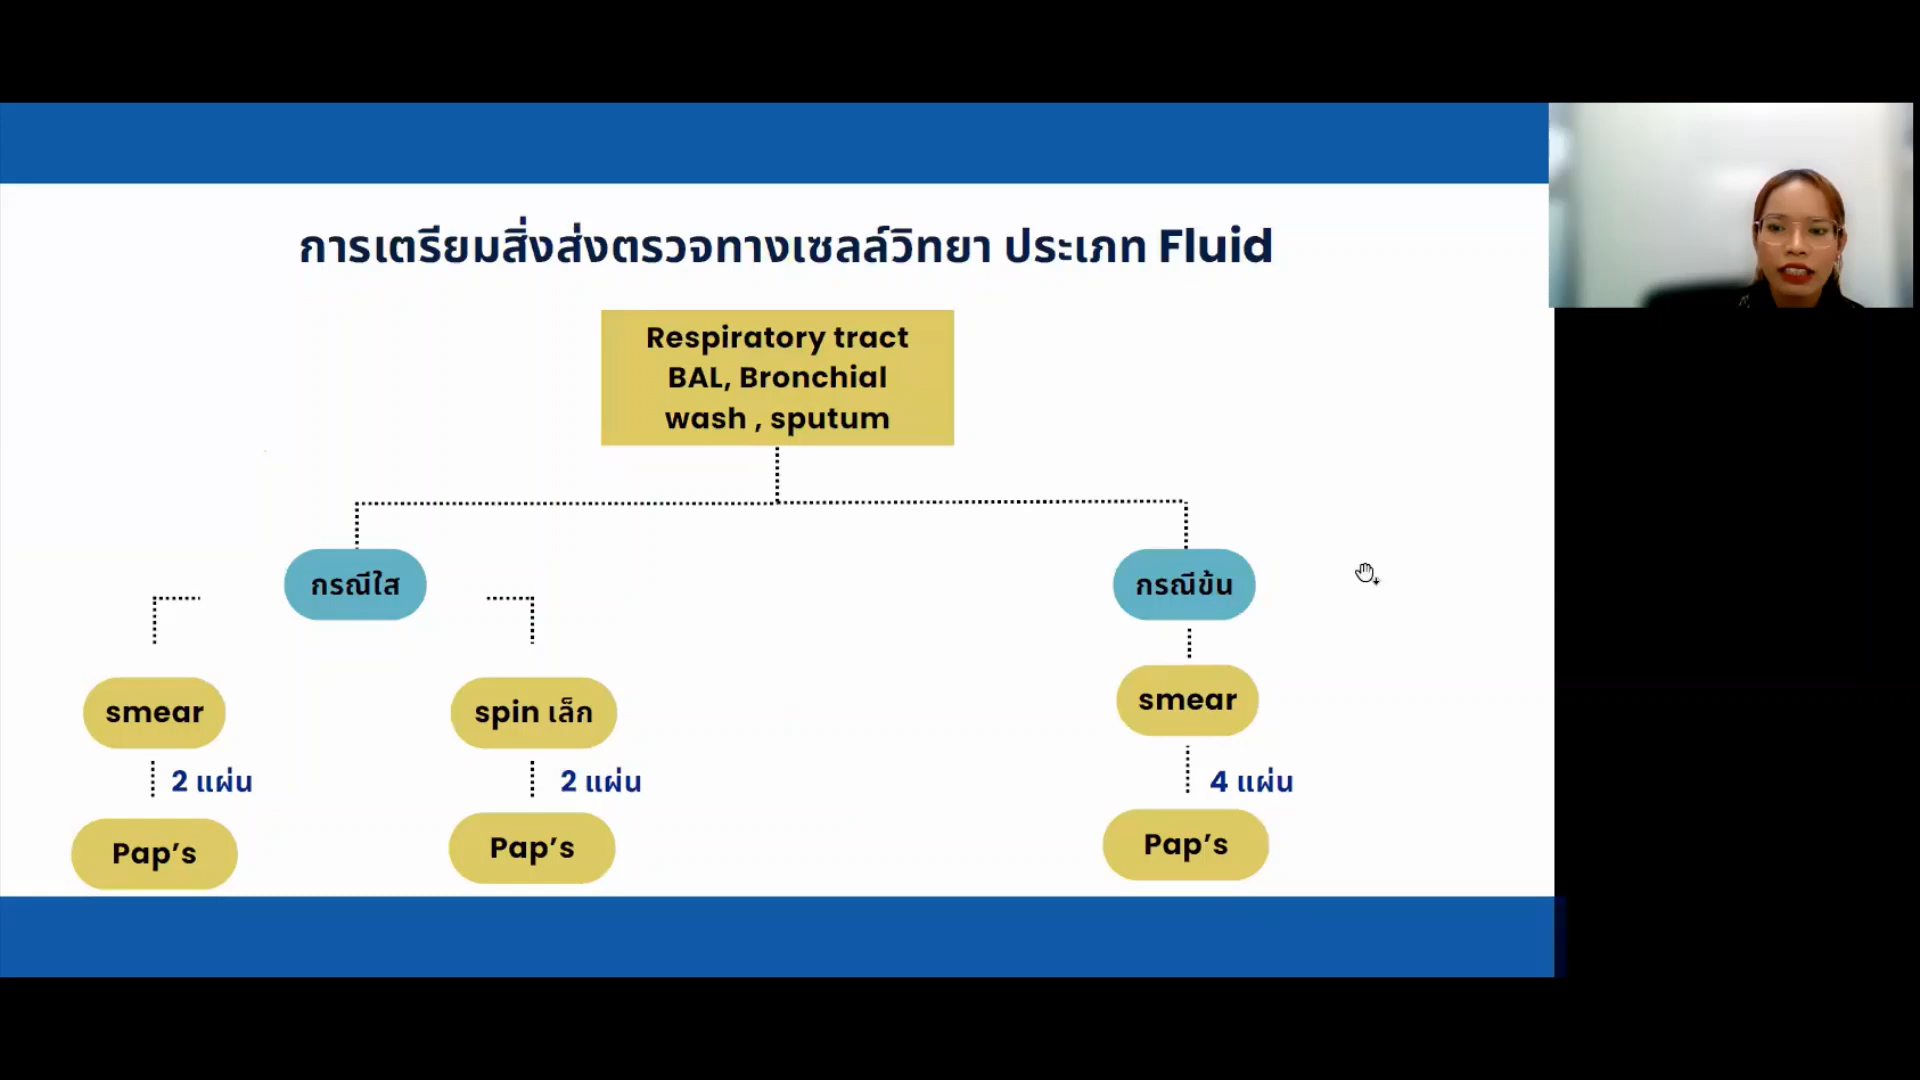 การเตรียมสิ่งส่งตรวจทางเซลล์วิทยา ประเภท Fluid
Respiratory tract
BAL, Bronchial
wash , sputum
กรณีใส
กรณีข้น
smear
spin เล็ก
smear
2 แผ่น
2 แผ่น
4 แผ่น
Pap’s
Pap’s
Pap’s